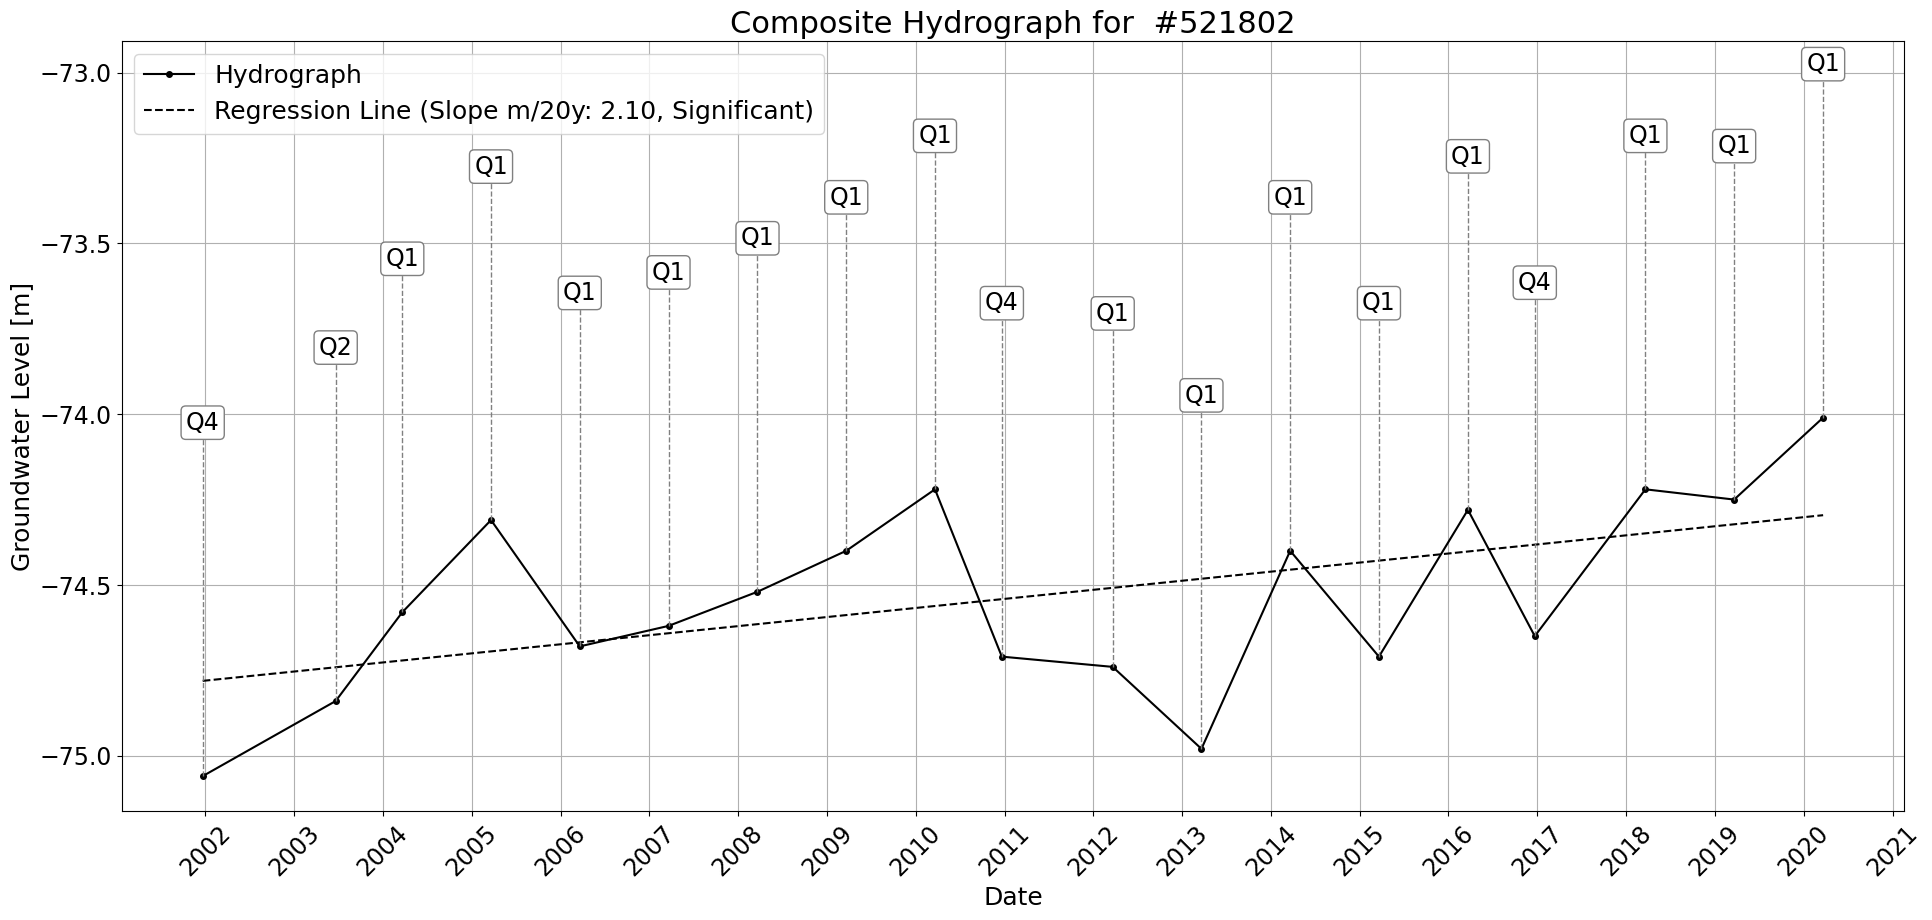 Composite Hydrograph for  #521802
Hydrograph
Regression Line (Slope m/20y: 2.10, Significant)
Groundwater Level [m]
−73.0
−73.5
−74.0
−74.5
−75.0
Q4
Q2
Q1
Q1
Q1
Q1
Q1
Q1
Q1
Q4
Q1
Q1
Q1
Q1
Q1
Q4
Q1
Q1
Q1
2002
2003
2004
2005
2006
2007
2008
2009
2010
2011
2012
2013
2014
2015
2016
2017
2018
2019
2020
2021
Date